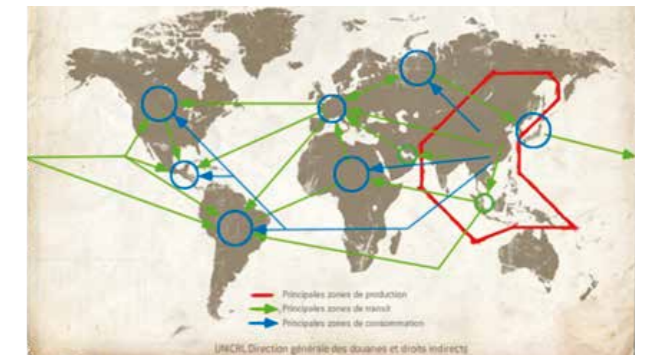 Principales zones de production
Principales zones de transit
Principales zones de consommation
UNICRI, Direction générale des douanes et droits indirects